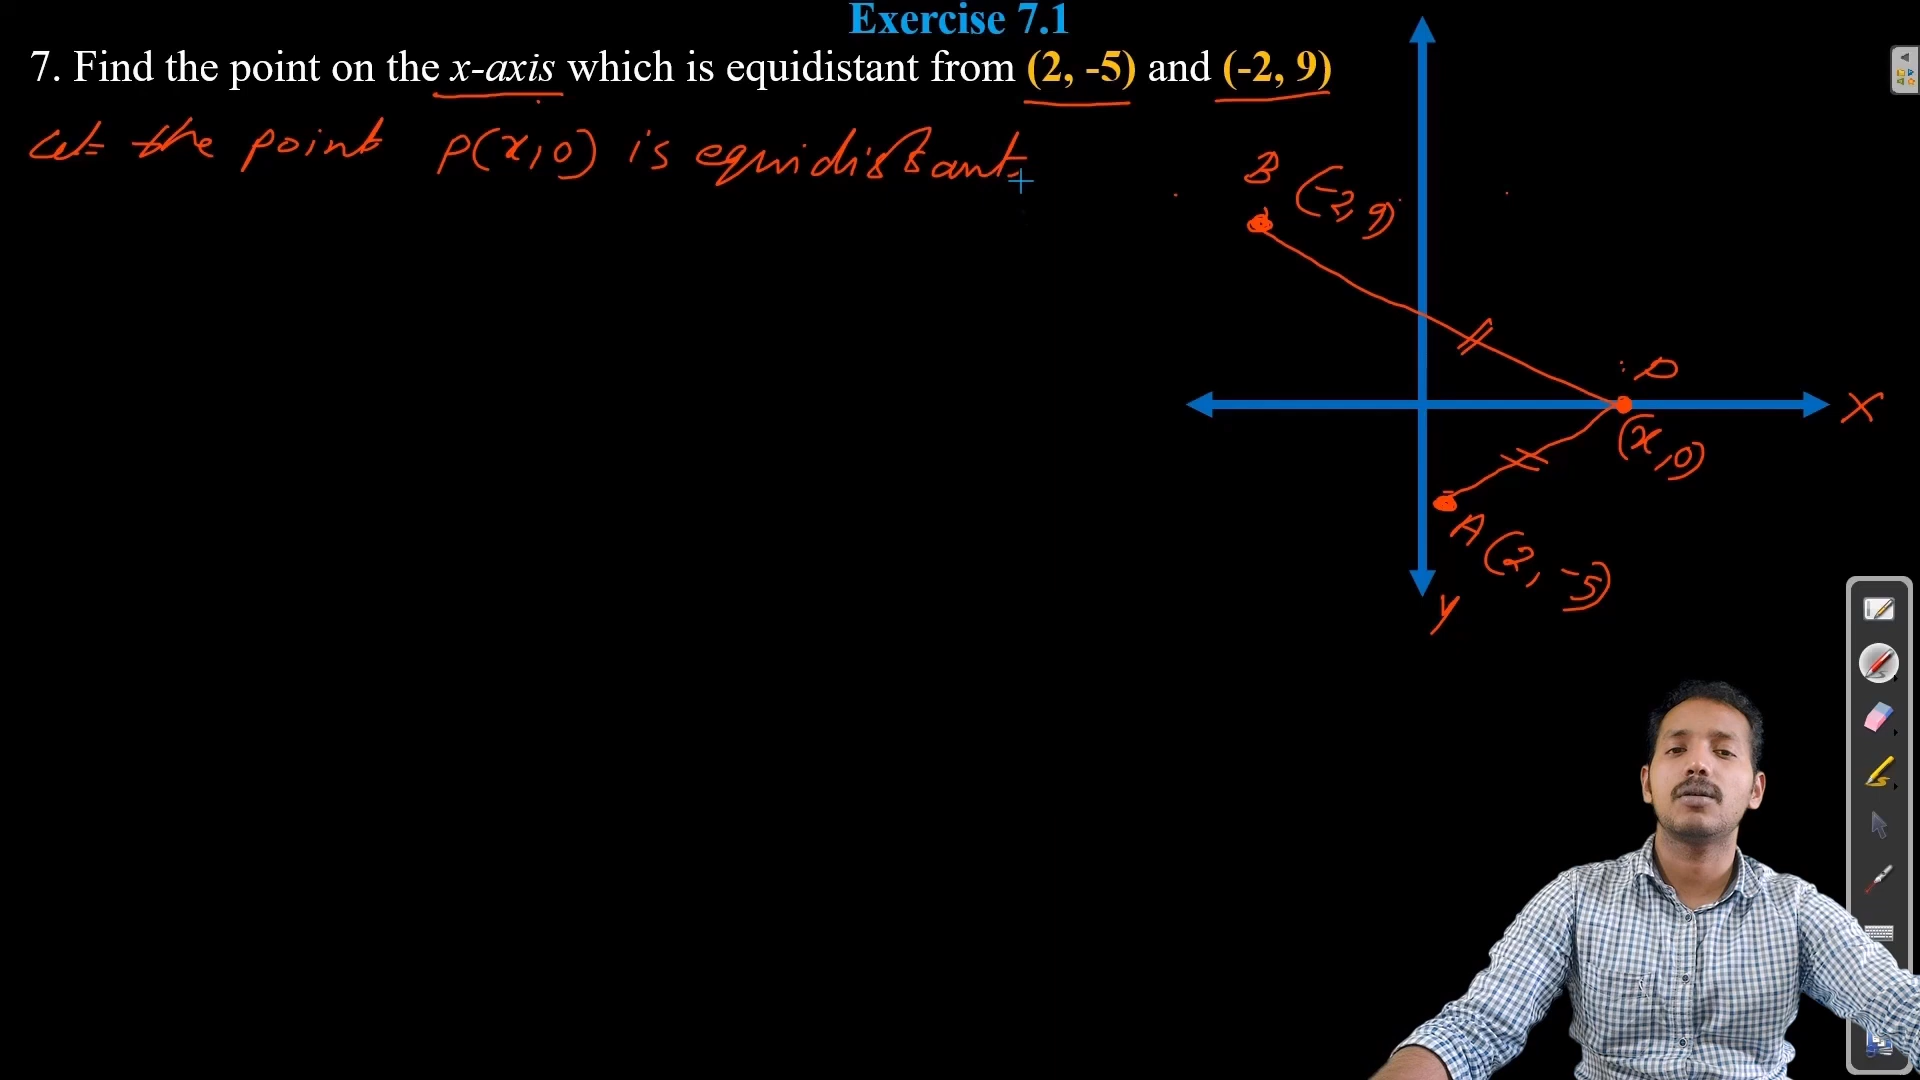 Exercise 7.1
7. Find the point on the x-axis which is equidistant from (2, -5) and (-2, 9)
Let the point P(x,0) is equidistant
B (-2, 9)
P
X
(x,0)
A (2, -5)
y